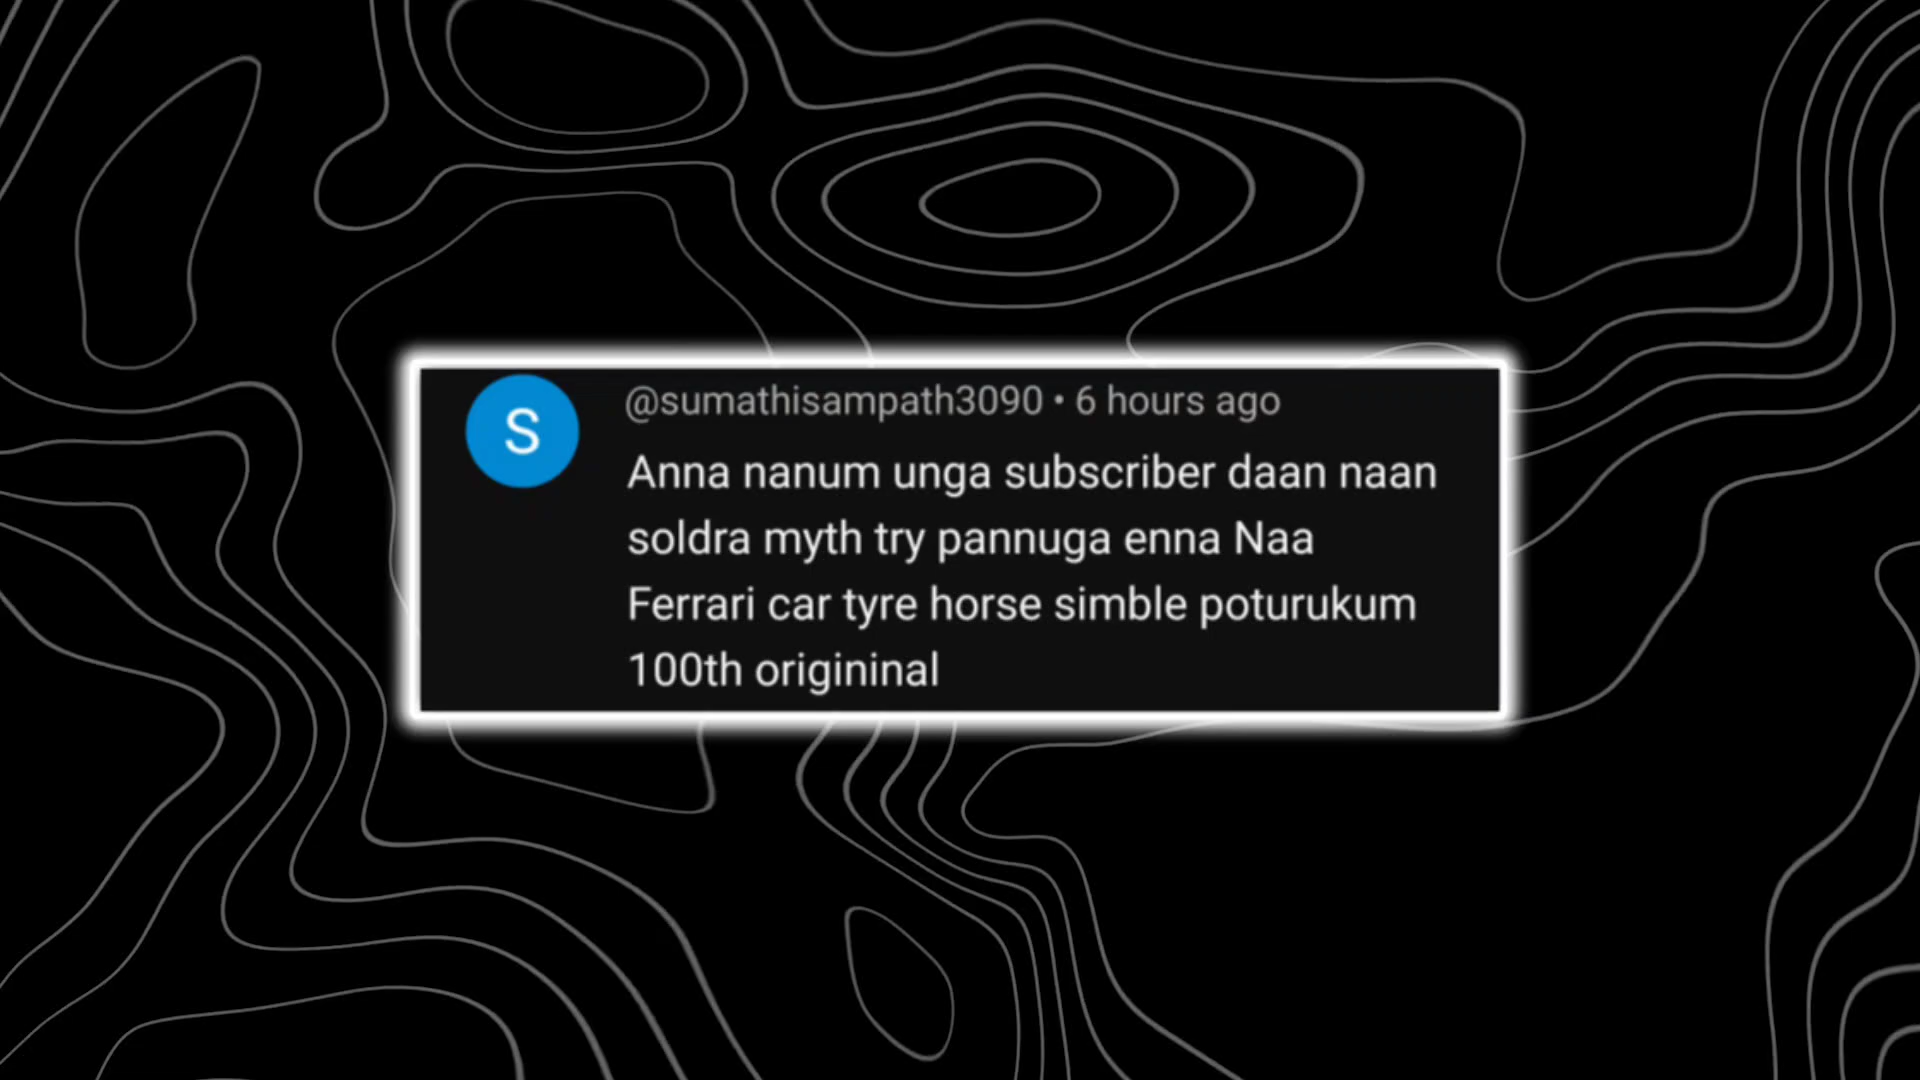 S
@sumathisampath3090 • 6 hours ago
Anna nanum unga subscriber daan naan
soldra myth try pannuga enna Naa
Ferrari car tyre horse simble poturukum
100th origininal